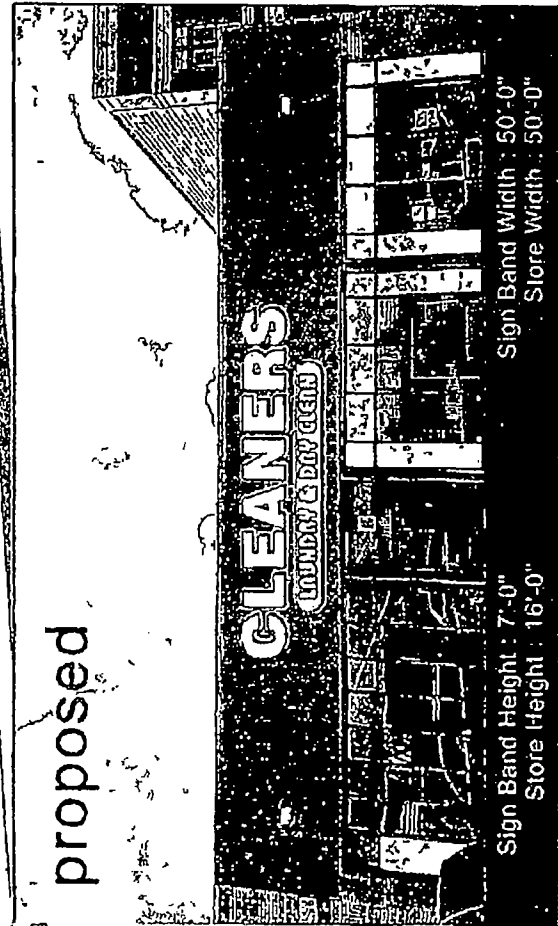 proposed
CLEANERS
LAUNDRY & DRY CLEAN
Sign Band Height : 7'-0"
Store Height : 16'-0"
Sign Band Width : 50'-0"
Store Width : 50'-0"